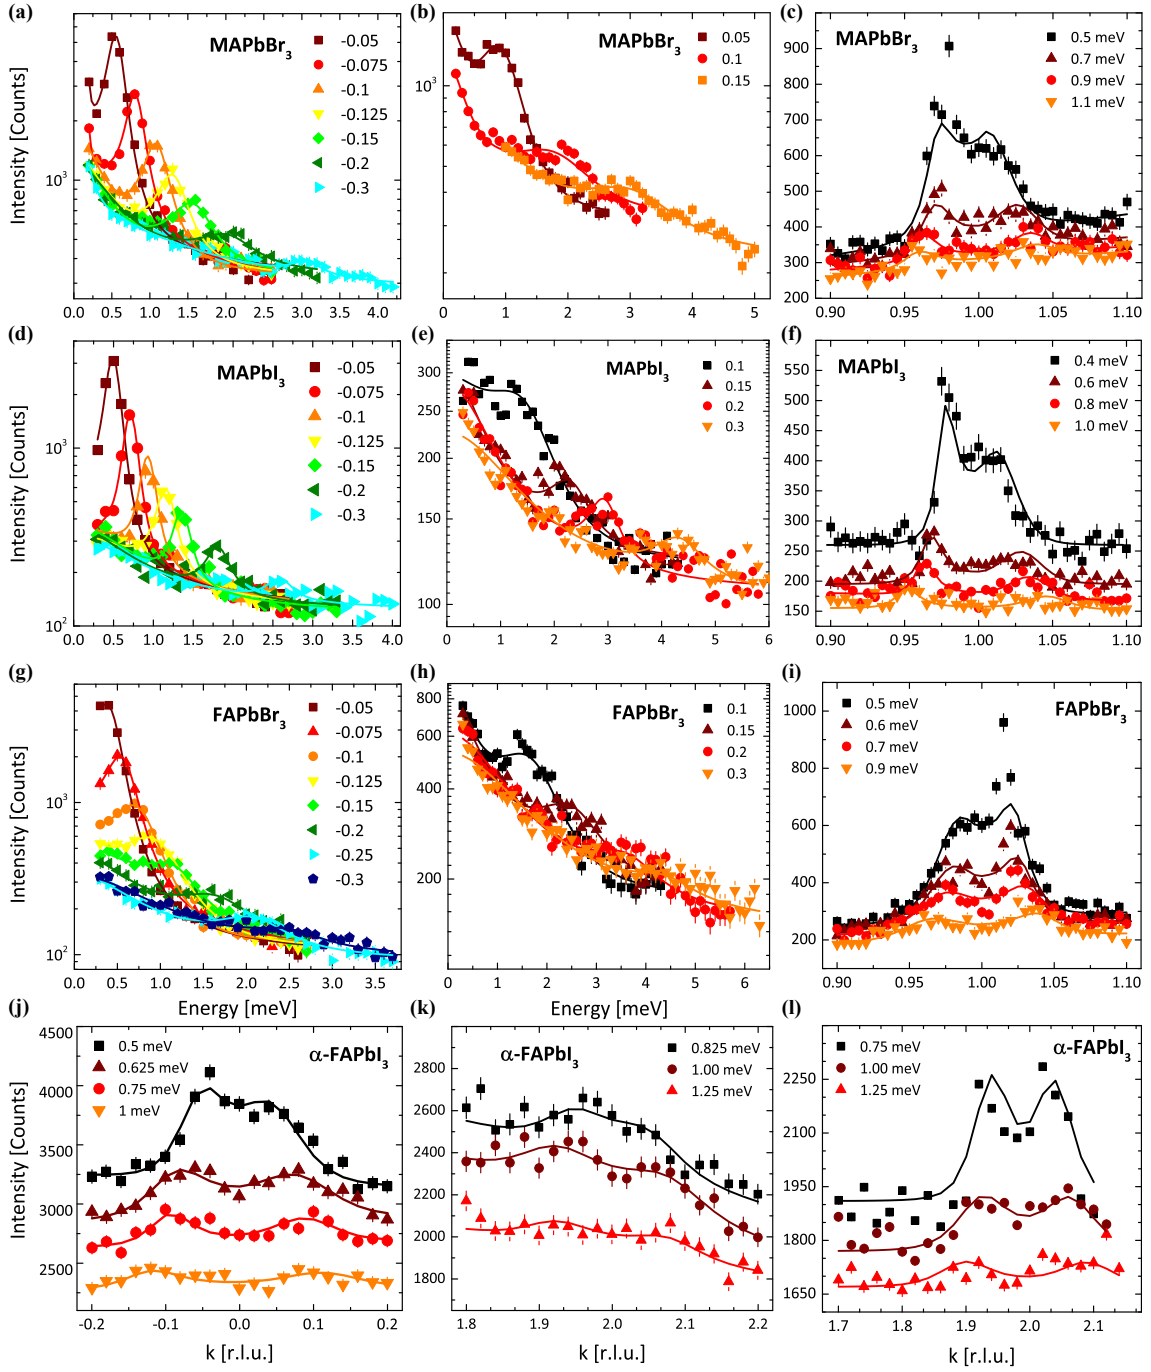 (a)
MAPbBr3
-0.05
-0.075
-0.1
-0.125
-0.15
-0.2
-0.3
Intensity [Counts]
10^3
0.0 0.5 1.0 1.5 2.0 2.5 3.0 3.5 4.0
(b)
MAPbBr3
0.05
0.1
0.15
10^3
0 1 2 3 4 5
(c)
MAPbBr3
0.5 meV
0.7 meV
0.9 meV
1.1 meV
900
800
700
600
500
400
300
200
0.90 0.95 1.00 1.05 1.10
(d)
MAPbI3
-0.05
-0.075
-0.1
-0.125
-0.15
-0.2
-0.3
Intensity [Counts]
10^3
10^2
0.0 0.5 1.0 1.5 2.0 2.5 3.0 3.5 4.0
(e)
MAPbI3
0.1
0.15
0.2
0.3
300
250
200
150
100
0 1 2 3 4 5 6
(f)
MAPbI3
0.4 meV
0.6 meV
0.8 meV
1.0 meV
550
500
450
400
350
300
250
200
150
0.90 0.95 1.00 1.05 1.10
(g)
FAPbBr3
-0.05
-0.075
-0.1
-0.125
-0.15
-0.2
-0.25
-0.3
Intensity [Counts]
10^3
10^2
0.0 0.5 1.0 1.5 2.0 2.5 3.0 3.5
Energy [meV]
(h)
FAPbBr3
0.1
0.15
0.2
0.3
800
600
400
200
0 1 2 3 4 5 6
Energy [meV]
(i)
FAPbBr3
0.5 meV
0.6 meV
0.7 meV
0.9 meV
1000
800
600
400
200
0.90 0.95 1.00 1.05 1.10
(j)
α-FAPbI3
0.5 meV
0.625 meV
0.75 meV
1 meV
Intensity [Counts]
4500
4000
3500
3000
2500
-0.2 -0.1 0.0 0.1 0.2
k [r.l.u.]
(k)
α-FAPbI3
0.825 meV
1.00 meV
1.25 meV
2800
2600
2400
2200
2000
1800
1.8 1.9 2.0 2.1 2.2
k [r.l.u.]
(l)
α-FAPbI3
0.75 meV
1.00 meV
1.25 meV
2250
2100
1950
1800
1650
1.7 1.8 1.9 2.0 2.1
k [r.l.u.]